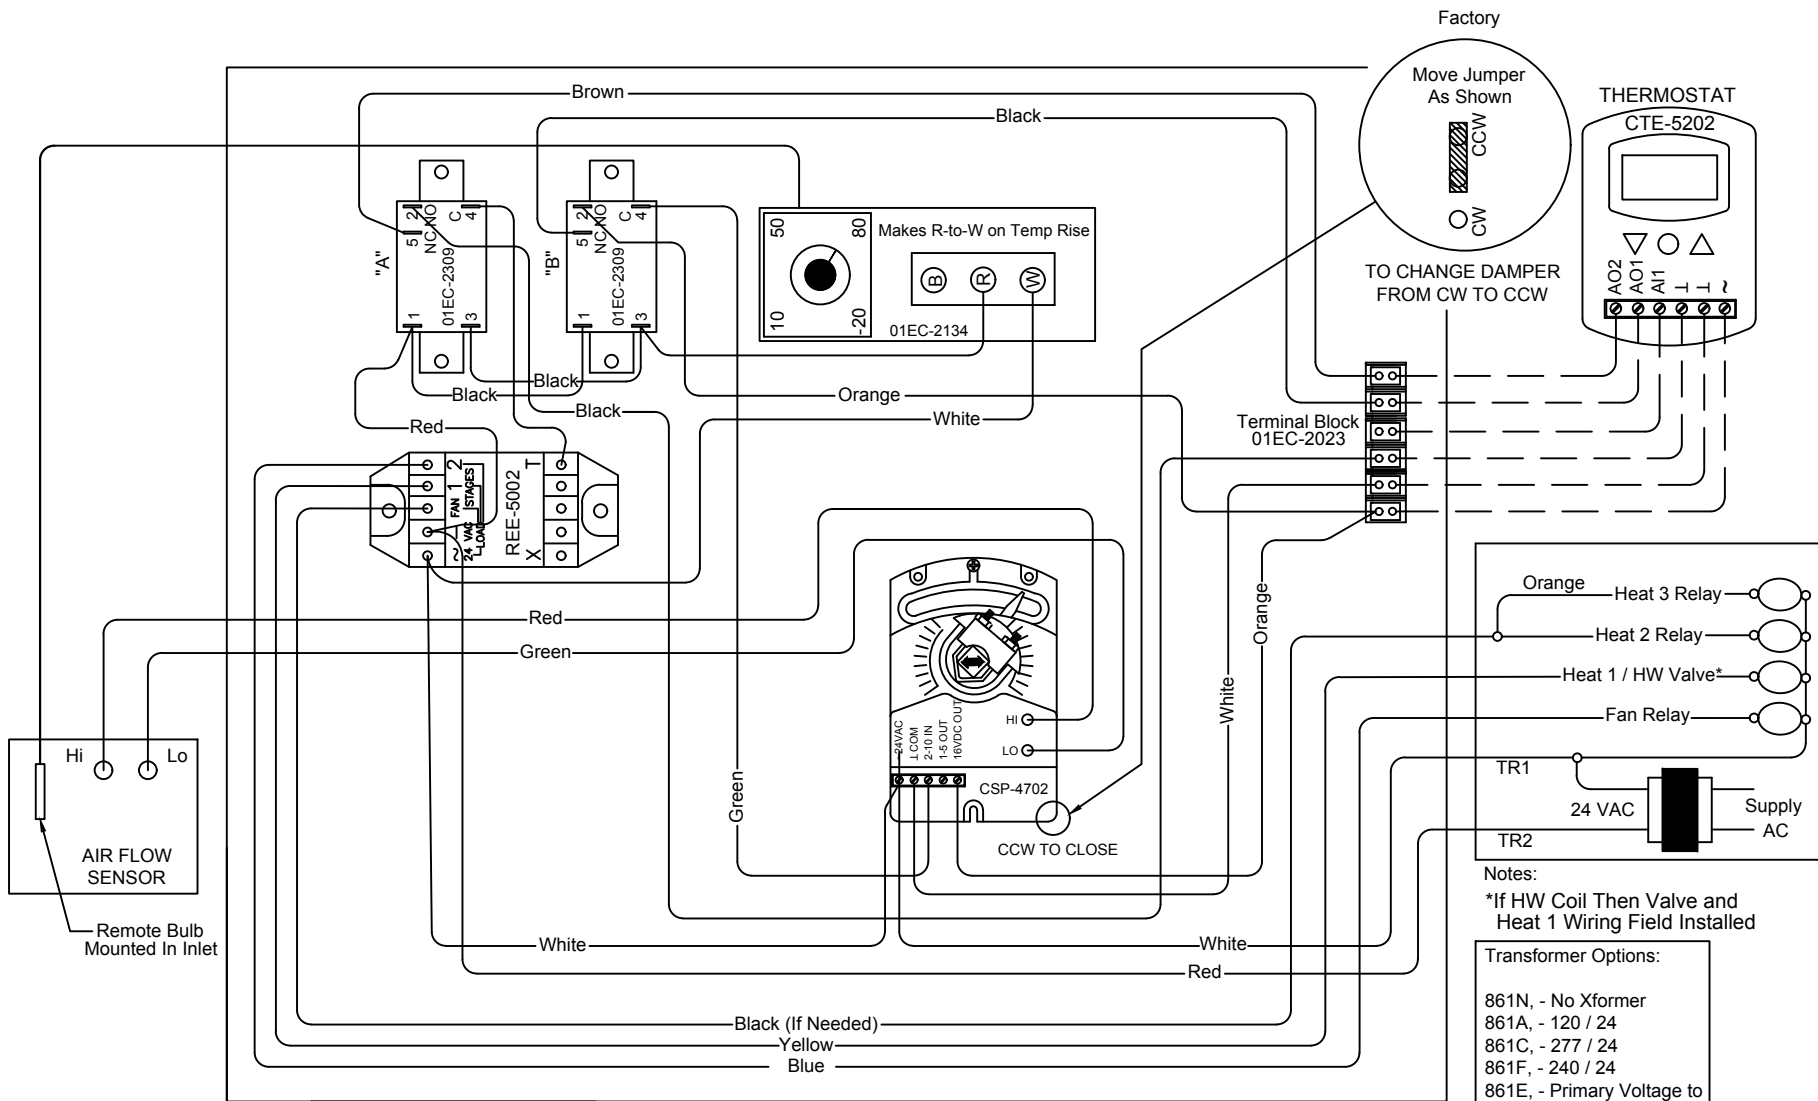 Factory
Move Jumper
As Shown
CCW
CW
TO CHANGE DAMPER
FROM CW TO CCW
THERMOSTAT
CTE-5202
AO2
AO1
AI1
⊥
⊥
~
Brown
Black
"A"
2
5
NC NO
C
4
01EC-2309
1
3
"B"
2
5
NC NO
C
4
01EC-2309
1
3
50
80
10
-20
Makes R-to-W on Temp Rise
B
R
W
01EC-2134
Black
Black
Black
Orange
White
Red
Terminal Block
01EC-2023
2
1
STAGES
FAN
24 VAC
~
LOAD
REE-5002
T
X
Red
Green
Orange
White
Green
HI
LO
~24VAC
⊥ COM
2-10 IN
1-5 OUT
16VDC OUT
CSP-4702
CCW TO CLOSE
Hi
Lo
AIR FLOW
SENSOR
Remote Bulb
Mounted In Inlet
White
White
Red
Black (If Needed)
Yellow
Blue
Orange
Heat 3 Relay
Heat 2 Relay
Heat 1 / HW Valve*
Fan Relay
TR1
24 VAC
Supply
AC
TR2
Notes:
*If HW Coil Then Valve and
Heat 1 Wiring Field Installed
Transformer Options:
861N, - No Xformer
861A, - 120 / 24
861C, - 277 / 24
861F, - 240 / 24
861E, - Primary Voltage to